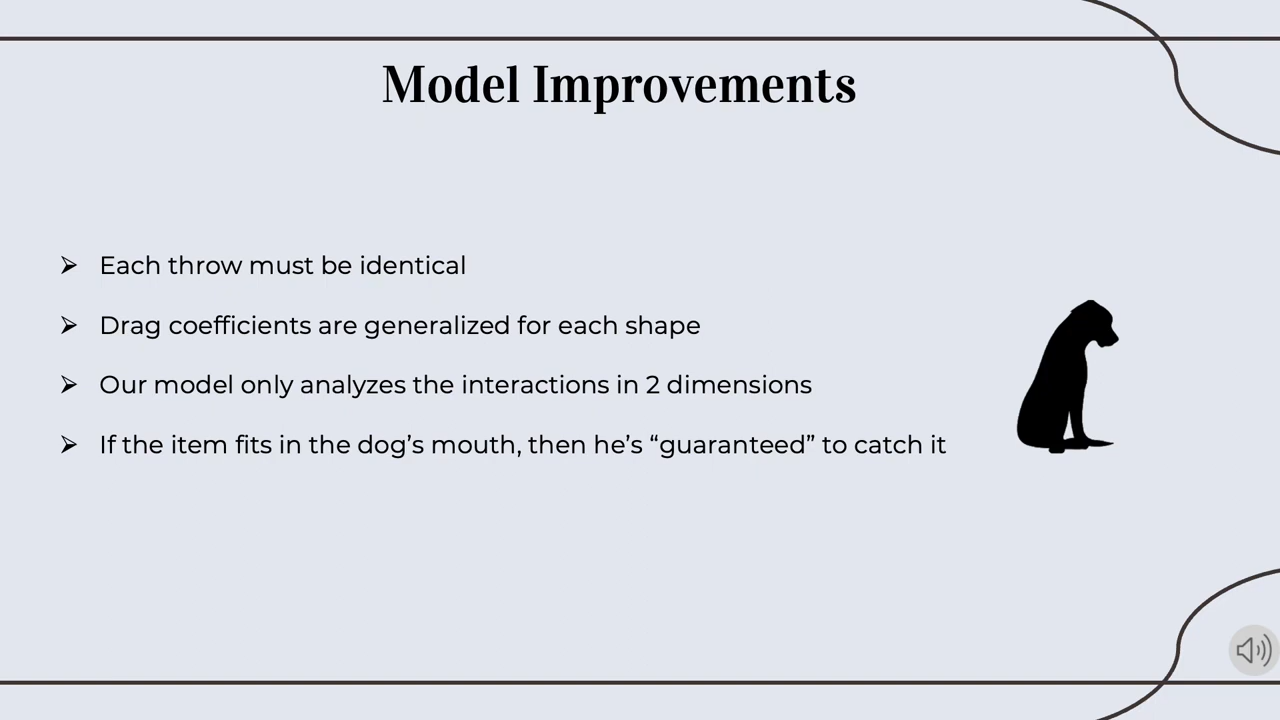 Model Improvements
➢ Each throw must be identical
➢ Drag coefficients are generalized for each shape
➢ Our model only analyzes the interactions in 2 dimensions
➢ If the item fits in the dog’s mouth, then he’s “guaranteed” to catch it